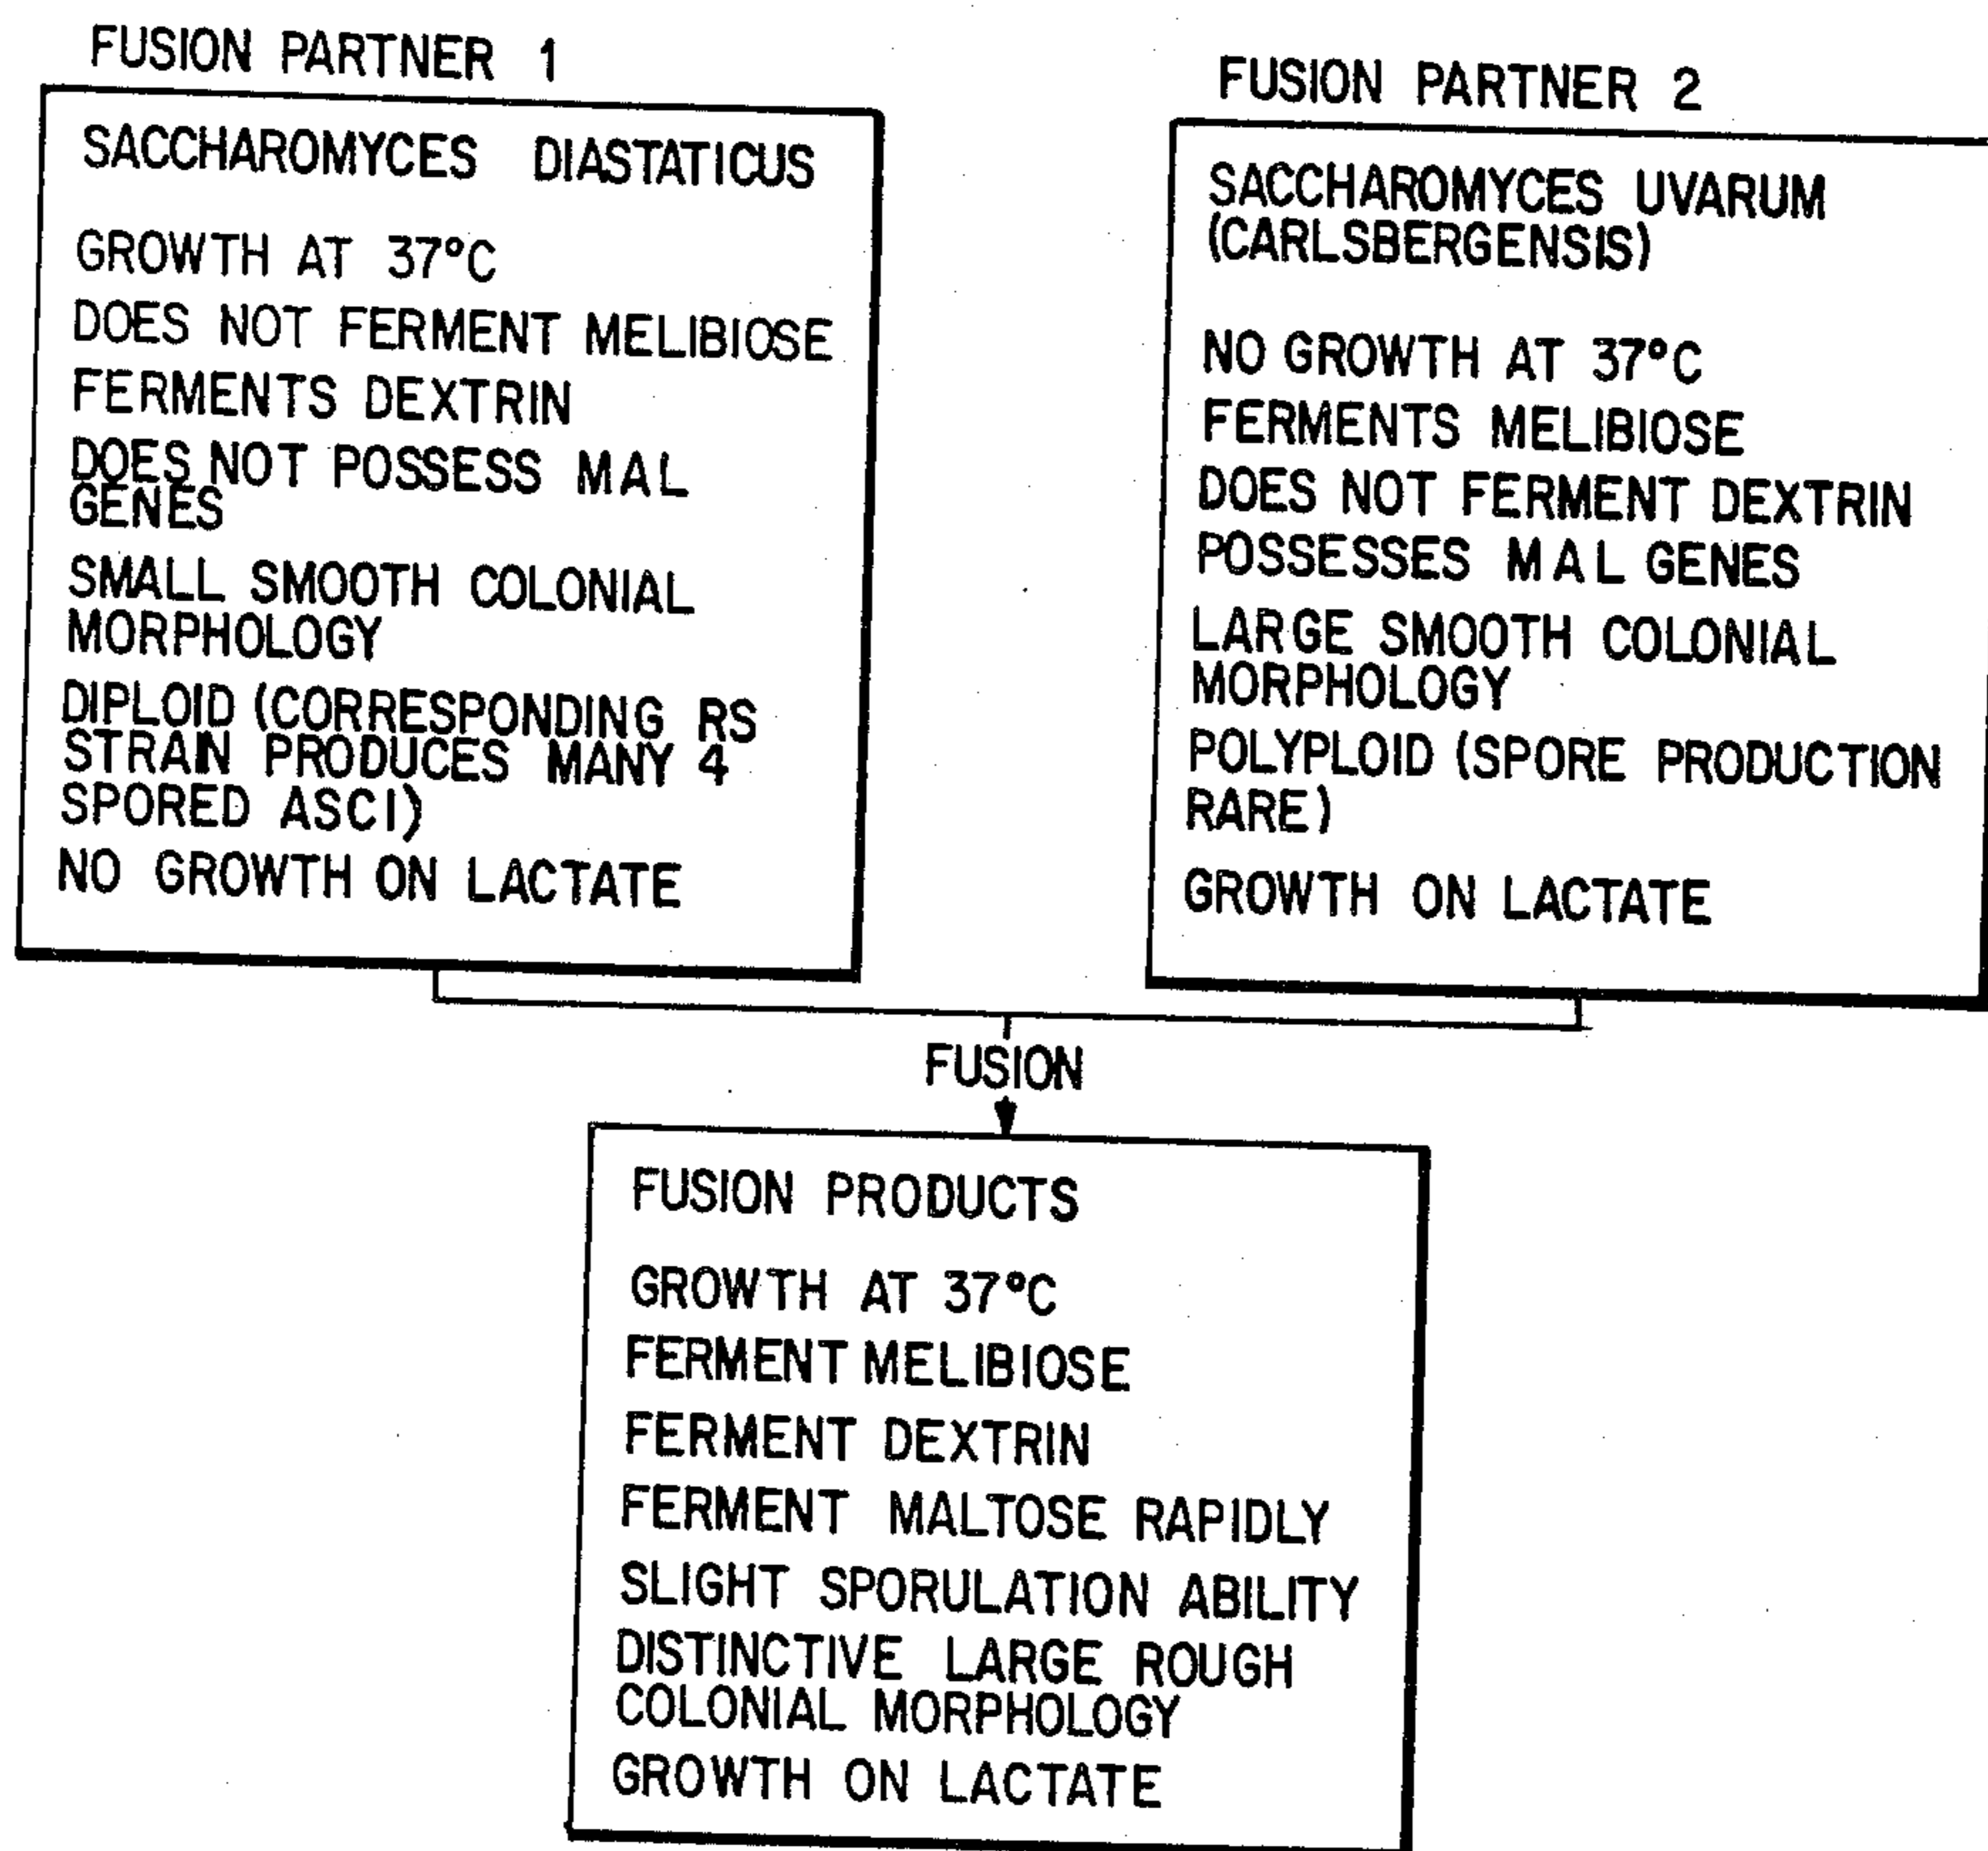 FUSION PARTNER 1
SACCHAROMYCES DIASTATICUS
GROWTH AT 37°C
DOES NOT FERMENT MELIBIOSE
FERMENTS DEXTRIN
DOES NOT POSSESS MAL
GENES
SMALL SMOOTH COLONIAL
MORPHOLOGY
DIPLOID (CORRESPONDING RS
STRAIN PRODUCES MANY 4
SPORED ASCI)
NO GROWTH ON LACTATE
FUSION PARTNER 2
SACCHAROMYCES UVARUM
(CARLSBERGENSIS)
NO GROWTH AT 37°C
FERMENTS MELIBIOSE
DOES NOT FERMENT DEXTRIN
POSSESSES MAL GENES
LARGE SMOOTH COLONIAL
MORPHOLOGY
POLYPLOID (SPORE PRODUCTION
RARE)
GROWTH ON LACTATE
FUSION
FUSION PRODUCTS
GROWTH AT 37°C
FERMENT MELIBIOSE
FERMENT DEXTRIN
FERMENT MALTOSE RAPIDLY
SLIGHT SPORULATION ABILITY
DISTINCTIVE LARGE ROUGH
COLONIAL MORPHOLOGY
GROWTH ON LACTATE